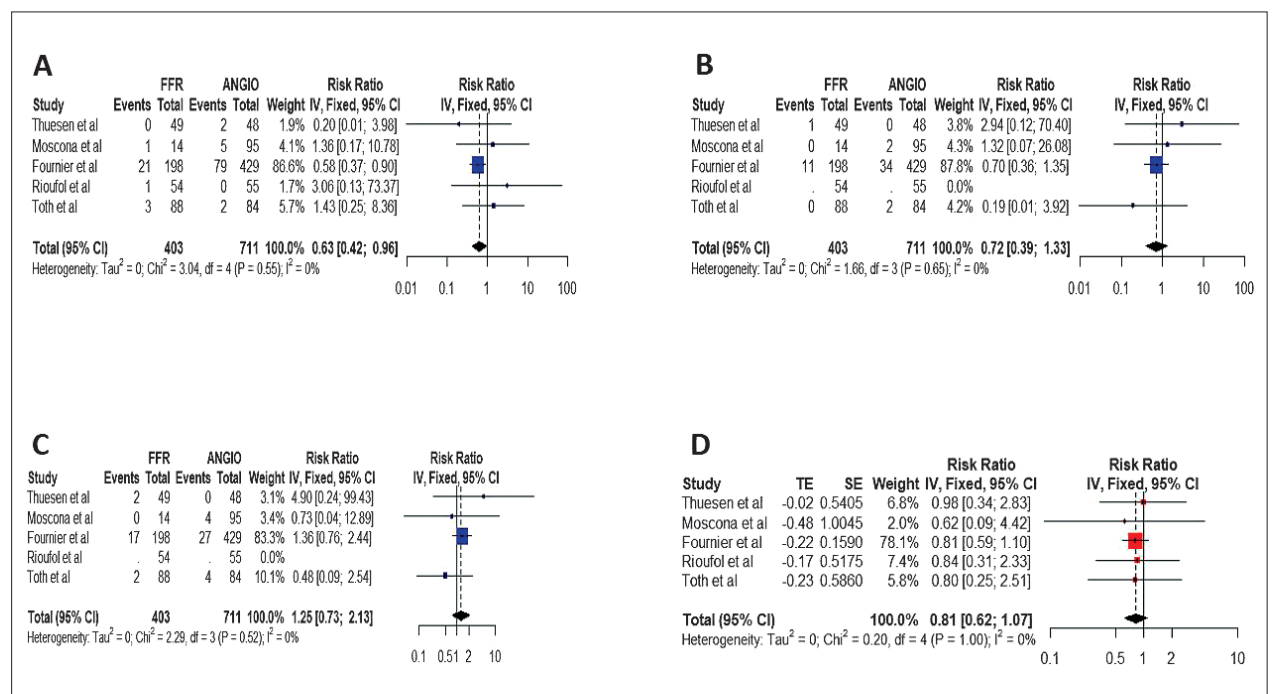 A
FFR ANGIO Risk Ratio Risk Ratio
Study Events Total Events Total Weight IV, Fixed, 95% CI IV, Fixed, 95% CI
Thuesen et al 0 49 2 48 1.9% 0.20 [0.01; 3.98]
Moscona et al 1 14 5 95 4.1% 1.36 [0.17; 10.78]
Fournier et al 21 198 79 429 86.6% 0.58 [0.37; 0.90]
Rioufol et al 1 54 0 55 1.7% 3.06 [0.13; 73.37]
Toth et al 3 88 2 84 5.7% 1.43 [0.25; 8.36]
Total (95% CI) 403 711 100.0% 0.63 [0.42; 0.96]
Heterogeneity: Tau² = 0; Chi² = 3.04, df = 4 (P = 0.55); I² = 0%
0.01 0.1 1 10 100
B
FFR ANGIO Risk Ratio Risk Ratio
Study Events Total Events Total Weight IV, Fixed, 95% CI IV, Fixed, 95% CI
Thuesen et al 1 49 0 48 3.8% 2.94 [0.12; 70.40]
Moscona et al 0 14 2 95 4.3% 1.32 [0.07; 26.08]
Fournier et al 11 198 34 429 87.8% 0.70 [0.36; 1.35]
Rioufol et al . 54 . 55 0.0%
Toth et al 0 88 2 84 4.2% 0.19 [0.01; 3.92]
Total (95% CI) 403 711 100.0% 0.72 [0.39; 1.33]
Heterogeneity: Tau² = 0; Chi² = 1.66, df = 3 (P = 0.65); I² = 0%
0.01 0.1 1 10 100
C
FFR ANGIO Risk Ratio Risk Ratio
Study Events Total Events Total Weight IV, Fixed, 95% CI IV, Fixed, 95% CI
Thuesen et al 2 49 0 48 3.1% 4.90 [0.24; 99.43]
Moscona et al 0 14 4 95 3.4% 0.73 [0.04; 12.89]
Fournier et al 17 198 27 429 83.3% 1.36 [0.76; 2.44]
Rioufol et al . 54 . 55 0.0%
Toth et al 2 88 4 84 10.1% 0.48 [0.09; 2.54]
Total (95% CI) 403 711 100.0% 1.25 [0.73; 2.13]
Heterogeneity: Tau² = 0; Chi² = 2.29, df = 3 (P = 0.52); I² = 0%
0.1 0.51 2 10
D
Risk Ratio Risk Ratio
Study TE SE Weight IV, Fixed, 95% CI IV, Fixed, 95% CI
Thuesen et al -0.02 0.5405 6.8% 0.98 [0.34; 2.83]
Moscona et al -0.48 1.0045 2.0% 0.62 [0.09; 4.42]
Fournier et al -0.22 0.1590 78.1% 0.81 [0.59; 1.10]
Rioufol et al -0.17 0.5175 7.4% 0.84 [0.31; 2.33]
Toth et al -0.23 0.5860 5.8% 0.80 [0.25; 2.51]
Total (95% CI) 100.0% 0.81 [0.62; 1.07]
Heterogeneity: Tau² = 0; Chi² = 0.20, df = 4 (P = 1.00); I² = 0%
0.1 0.5 1 2 10